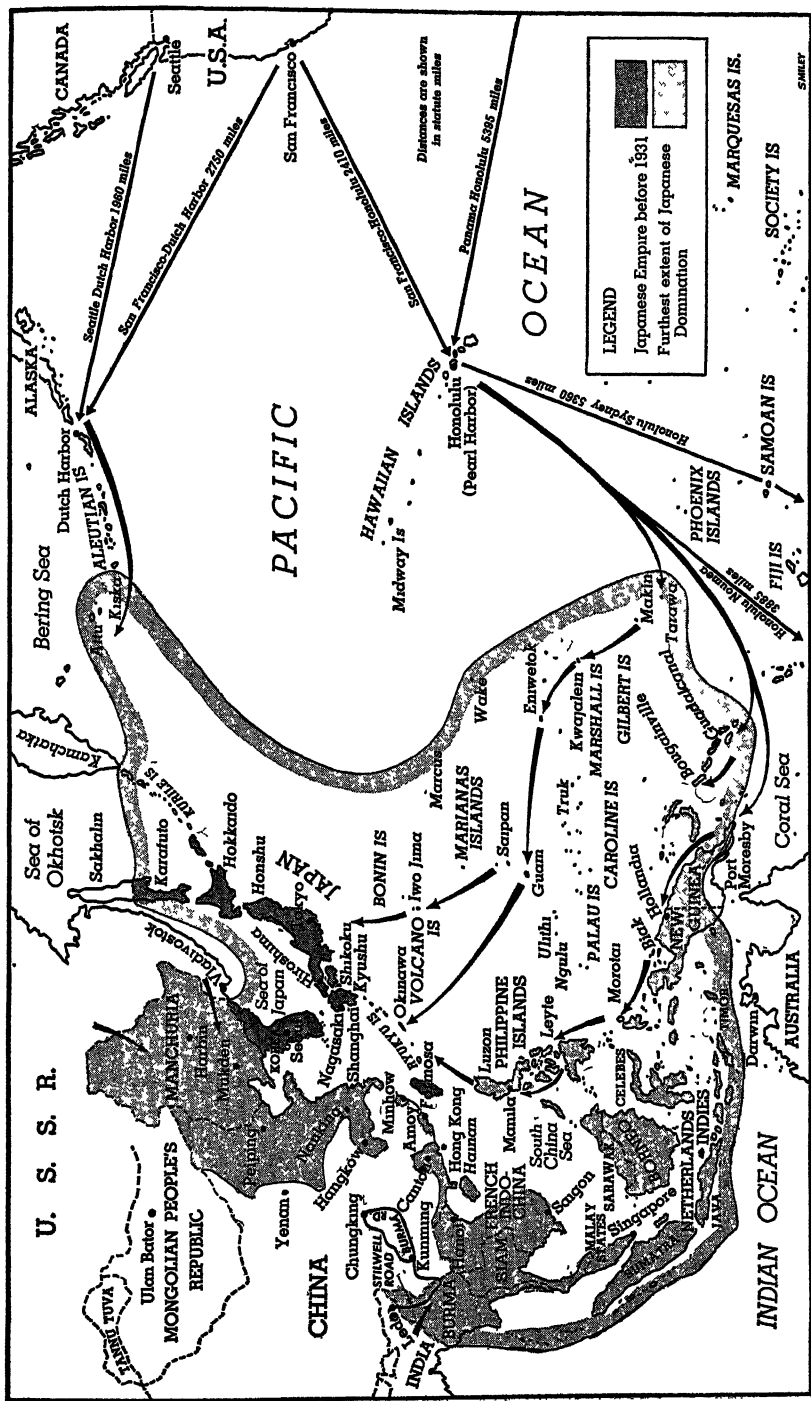 U. S. S. R.
TANNU TUVA
Ulan Bator
MONGOLIAN PEOPLE'S
REPUBLIC
CHINA
Yenan
Chungking
STILWELL
ROAD
BURMA
Ledo
INDIA
BURMA
Kunming
Hanoi
SIAM
FRENCH
INDO-
CHINA
Saigon
MALAY
STATES
Singapore
SUMATRA
JAVA
NETHERLANDS
INDIES
SARAWAK
BORNEO
CELEBES
TIMOR
INDIAN OCEAN
MANCHURIA
Harbin
Mukden
Peiping
Nanking
Hangkow
Shanghai
Minhow
Amoy
Canton
Hong Kong
Hainan
Formosa
South
China
Sea
Manila
Luzon
PHILIPPINE
ISLANDS
Leyte
Morotai
Darwin
AUSTRALIA
Vladivostok
Sea of
Japan
Nagasaki
Hiroshima
Shikoku
Kyushu
RYUKYU IS
Okinawa
VOLCANO
IS
Iwo Jima
BONIN IS
JAPAN
Tokyo
Honshu
Hokkaido
Karafuto
Sakhaln
Sea of
Okhotsk
KURILE IS
Kamchatka
Bering Sea
Attu
Kiska
ALEUTIAN IS
Dutch Harbor
ALASKA
CANADA
Seattle
U.S.A.
San Francisco
Seattle Dutch Harbor 1960 miles
San Francisco-Dutch Harbor 2750 miles
San Francisco-Honolulu 2410 miles
Panama Honolulu 5395 miles
Distances are shown
in statute miles
PACIFIC
OCEAN
HAWAIIAN
ISLANDS
Midway Is
Honolulu
(Pearl Harbor)
Marcus
Wake
MARIANAS
ISLANDS
Saipan
Guam
Eniwetok
Kwajalein
MARSHALL IS
GILBERT IS
Makin
Tarawa
Truk
CAROLINE IS
PALAU IS
Ulithi
Ngulu
Biak
Hollandia
NEW
GUINEA
Port
Moresby
Coral Sea
Bougainville
Guadalcanal
PHOENIX
ISLANDS
FIJI IS
SAMOAN IS
Honolulu Sydney 5360 miles
Honolulu Noumea
3865 miles
LEGEND
Japanese Empire before 1931
Furthest extent of Japanese
Domination
MARQUESAS IS.
SOCIETY IS
SMILEY